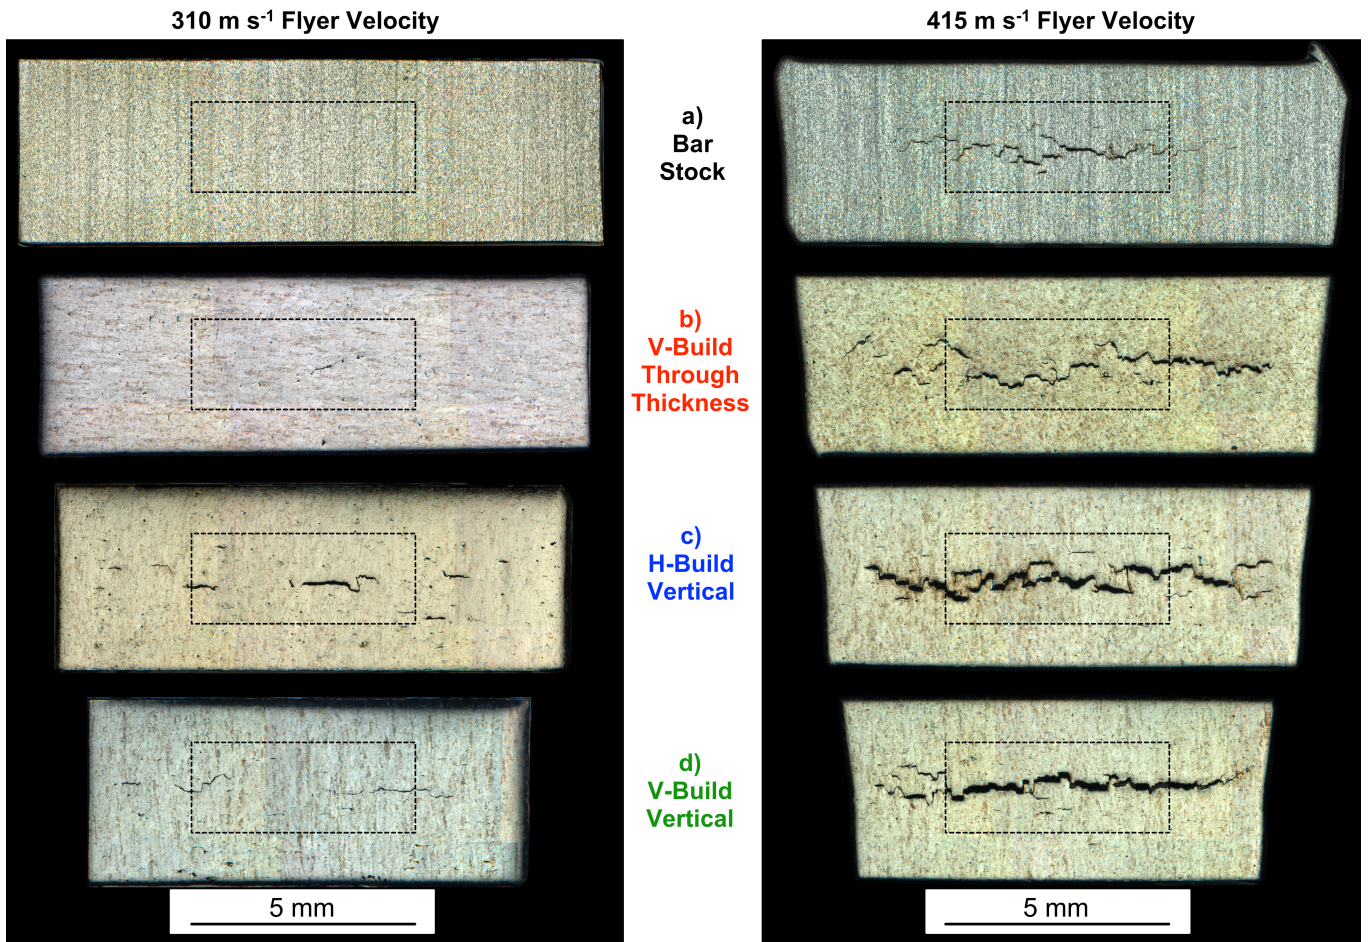 310 m s⁻¹ Flyer Velocity
415 m s⁻¹ Flyer Velocity
a)
Bar
Stock
b)
V-Build
Through
Thickness
c)
H-Build
Vertical
d)
V-Build
Vertical
5 mm
5 mm